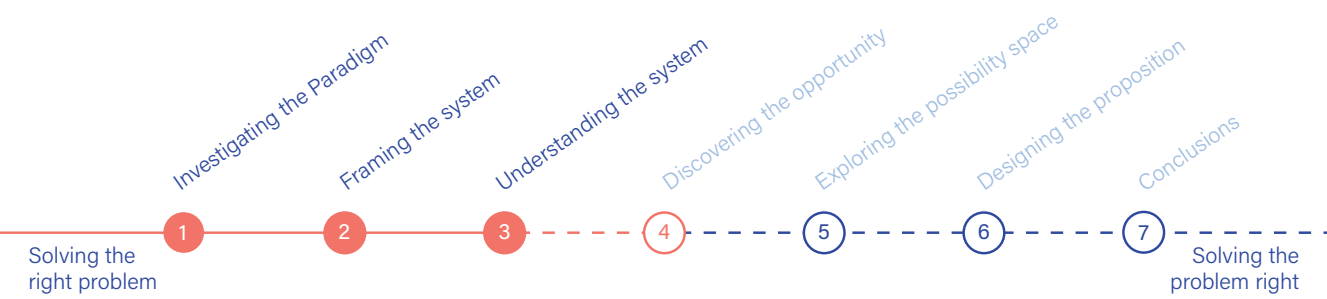 Investigating the Paradigm
Framing the system
Understanding the system
Discovering the opportunity
Exploring the possibility space
Designing the proposition
Conclusions
1
2
3
4
5
6
7
Solving the
right problem
Solving the
problem right